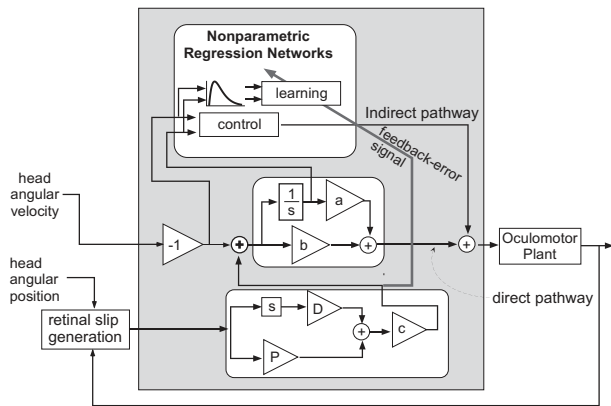 Nonparametric
Regression Networks
learning
control
Indirect pathway
feedback-error
signal
head
angular
velocity
-1
+
1
s
a
b
+
+
Oculomotor
Plant
direct pathway
head
angular
position
retinal slip
generation
s
D
P
+
c